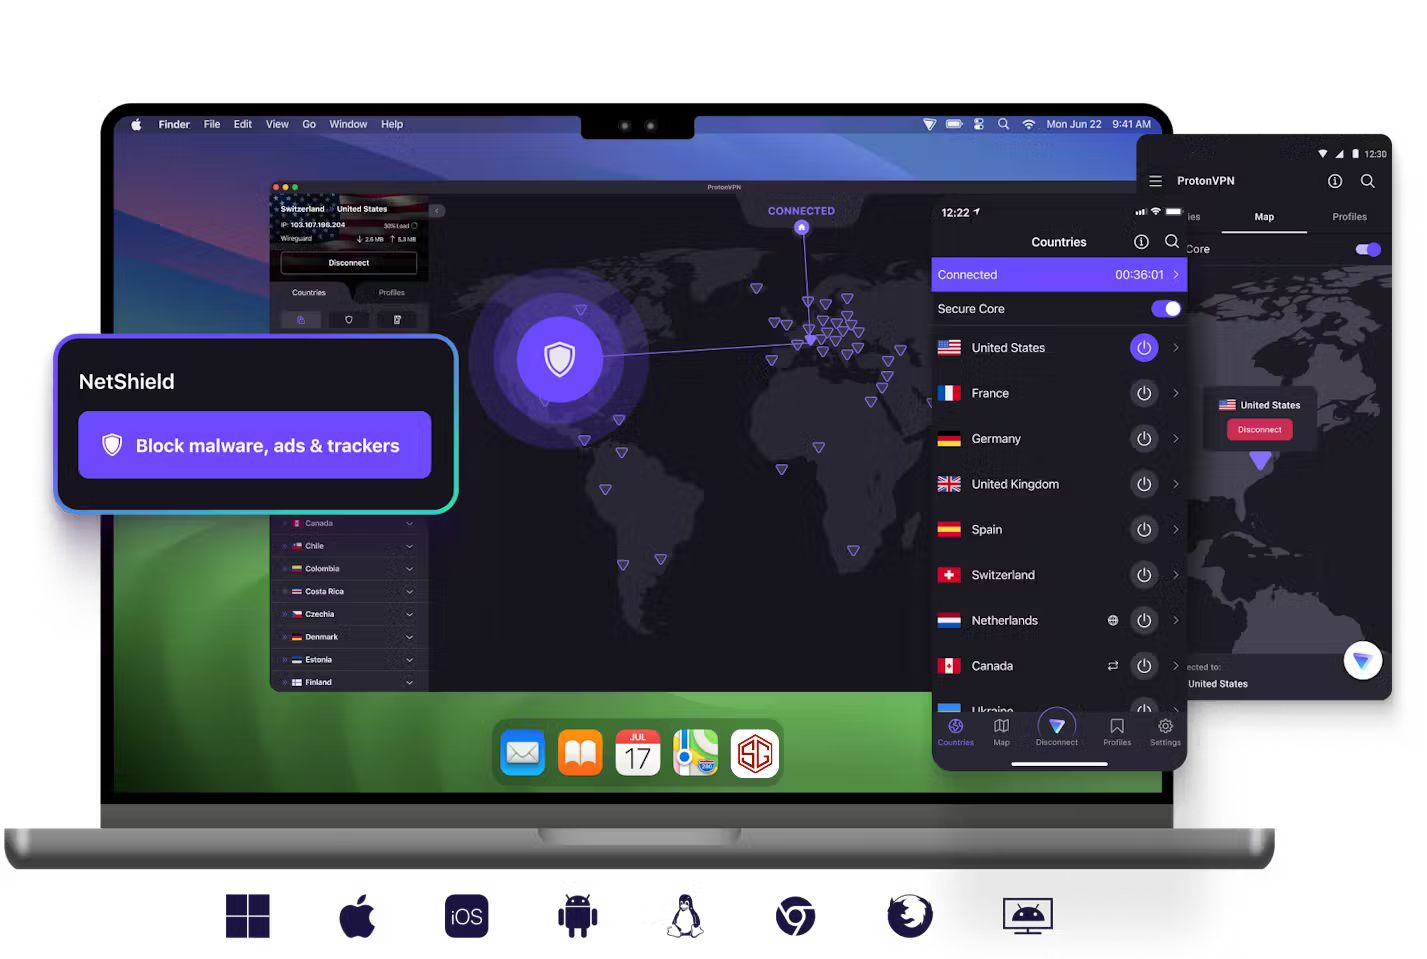 Finder File Edit View Go Window Help
Mon Jun 22 9:41 AM
ProtonVPN
Switzerland United States
IP: 103.107.196.204 30% Load
Wireguard 2.6 MB 5.3 MB
Disconnect
Countries Profiles
CONNECTED
NetShield
Block malware, ads & trackers
Canada
Chile
Colombia
Costa Rica
Czechia
Denmark
Estonia
Finland
JUL
17
280
SG
12:22
Countries
Connected 00:36:01
Secure Core
United States
France
Germany
United Kingdom
Spain
Switzerland
Netherlands
Canada
Ukraine
Countries Map Disconnect Profiles Settings
12:30
ProtonVPN
ies Map Profiles
Core
United States
Disconnect
ected to:
United States
iOS